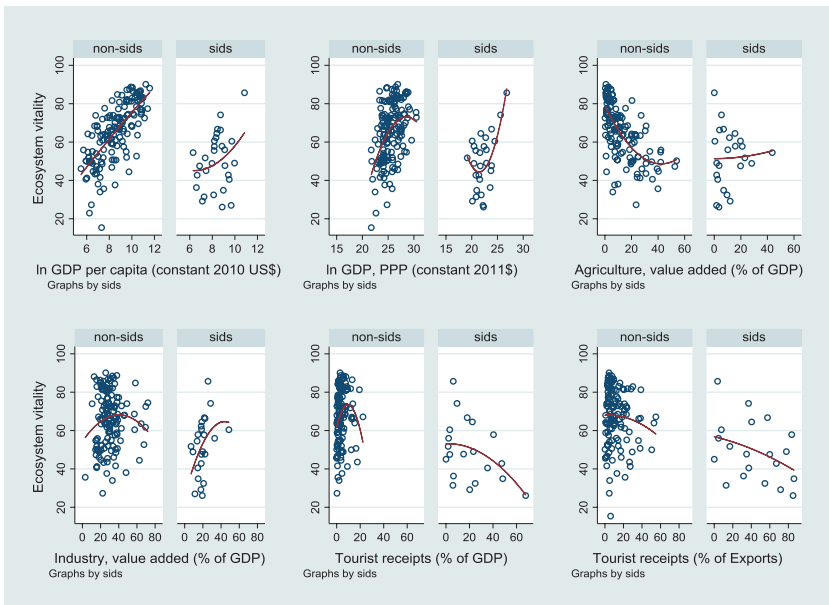 non-sids sids
Ecosystem vitality
100
80
60
40
20
6 8 10 12 6 8 10 12
ln GDP per capita (constant 2010 US$)
Graphs by sids
non-sids sids
100
80
60
40
20
15 20 25 30 15 20 25 30
ln GDP, PPP (constant 2011$)
Graphs by sids
non-sids sids
100
80
60
40
20
0 20 40 60 0 20 40 60
Agriculture, value added (% of GDP)
Graphs by sids
non-sids sids
Ecosystem vitality
100
80
60
40
20
0 20 40 60 80 0 20 40 60 80
Industry, value added (% of GDP)
Graphs by sids
non-sids sids
100
80
60
40
20
0 20 40 60 0 20 40 60
Tourist receipts (% of GDP)
Graphs by sids
non-sids sids
100
80
60
40
20
0 20 40 60 80 0 20 40 60 80
Tourist receipts (% of Exports)
Graphs by sids